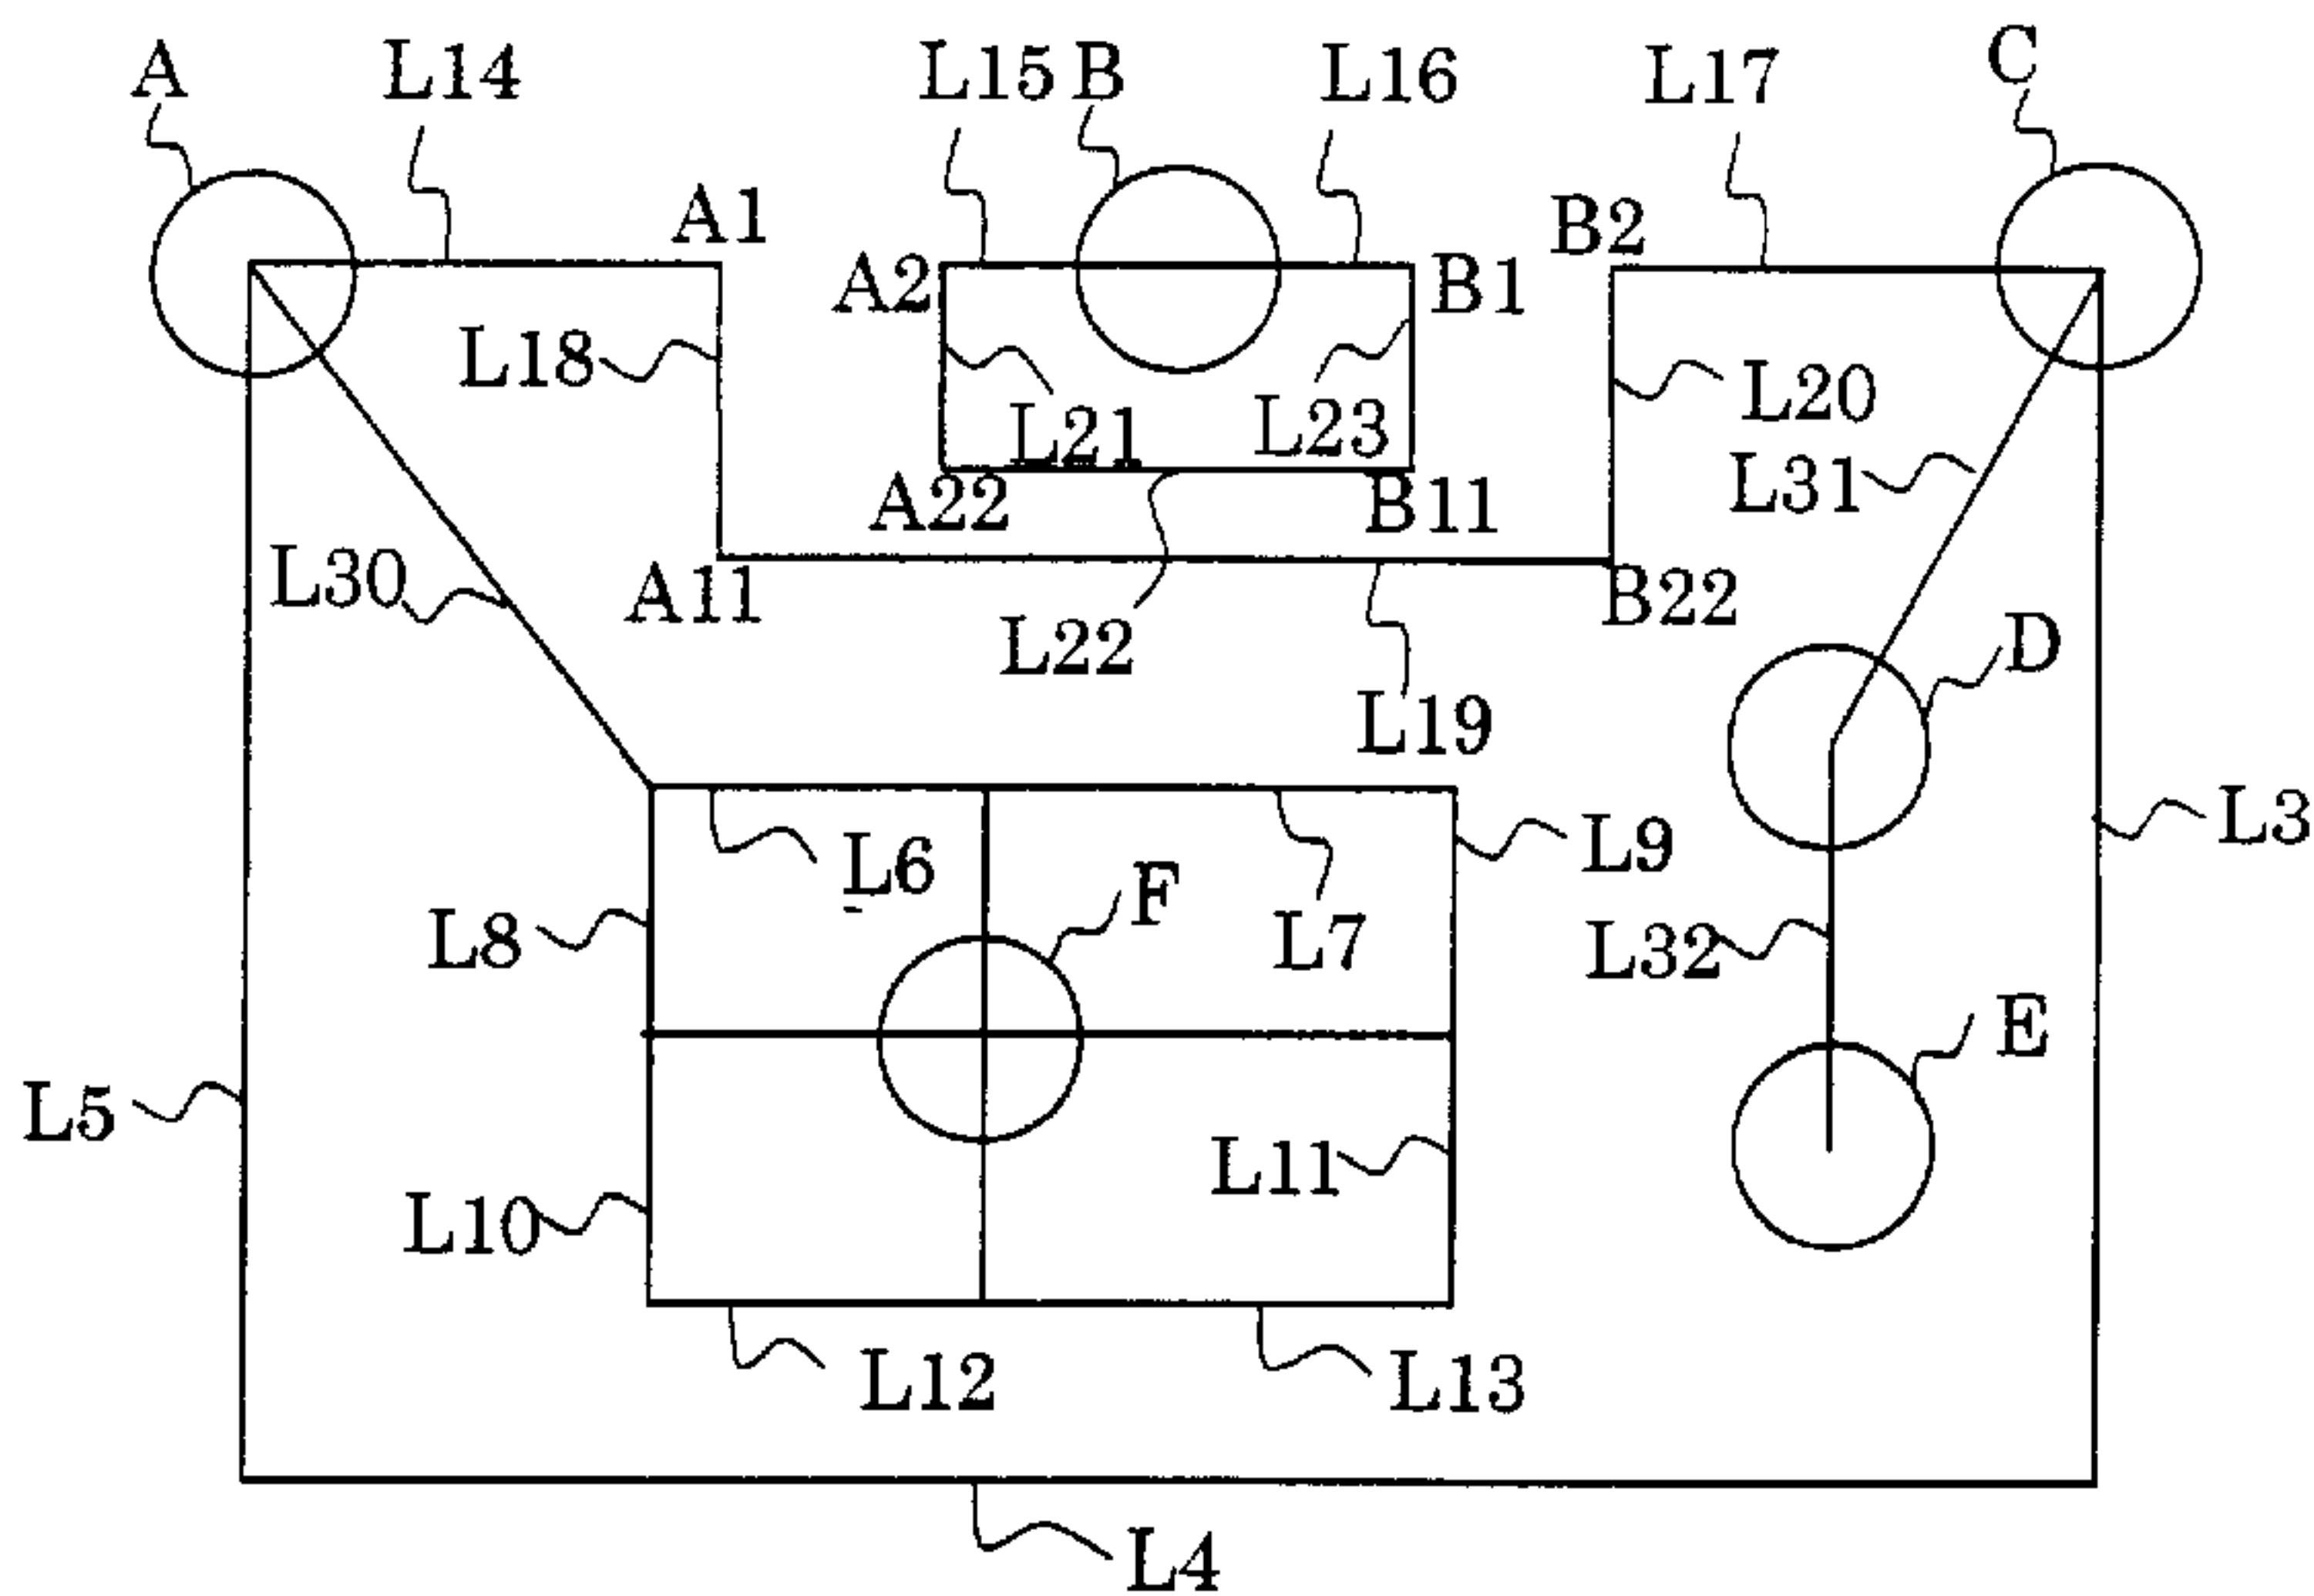 A L14 L15 B L16 L17 C
A1 A2 B1 B2
L18 L21 L23 L20
A22 B11 L31
L30 A11 L22 B22 D
L19
L6 L9 L3
L8 F L7 L32
E
L5 L10 L11
L12 L13
L4